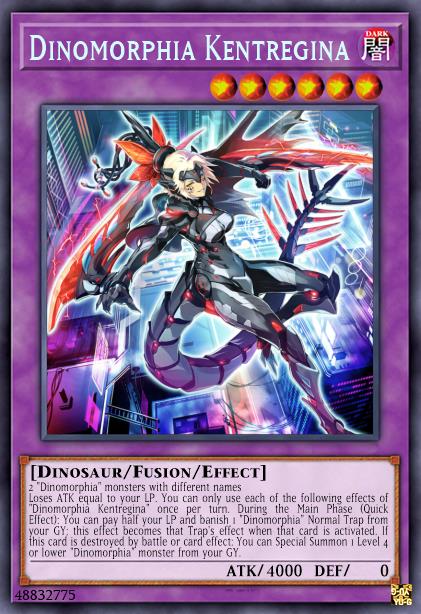 DINOMORPHIA KENTREGINA
DARK
闇
[DINOSAUR/FUSION/EFFECT]
2 "Dinomorphia" monsters with different names
Loses ATK equal to your LP. You can only use each of the following effects of
"Dinomorphia Kentregina" once per turn. During the Main Phase (Quick
Effect): You can pay half your LP and banish 1 "Dinomorphia" Normal Trap from
your GY; this effect becomes that Trap's effect when that card is activated. If
this card is destroyed by battle or card effect: You can Special Summon 1 Level 4
or lower "Dinomorphia" monster from your GY.
ATK/4000 DEF/ 0
48832775